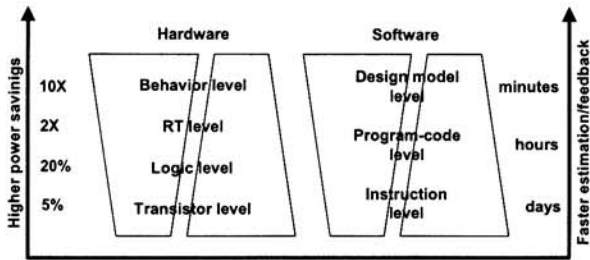 Hardware
Software
Higher power savinigs
10X
2X
20%
5%
Behavior level
RT level
Logic level
Transistor level
Design model
level
Program-code
level
Instruction
level
minutes
hours
days
Faster estimation/feedback